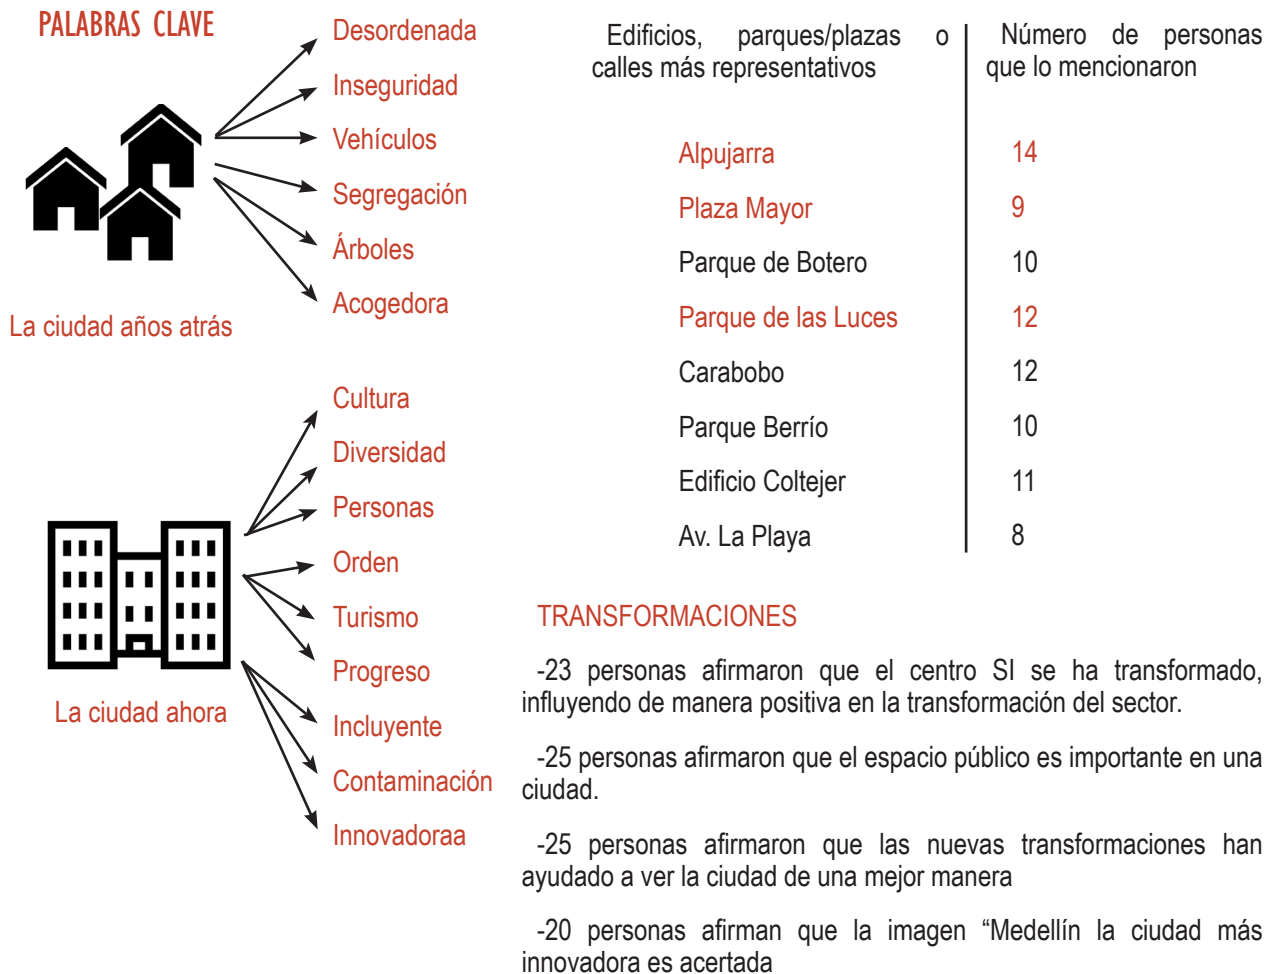 PALABRAS CLAVE
Desordenada
Inseguridad
Vehículos
Segregación
Árboles
Acogedora
La ciudad años atrás
Cultura
Diversidad
Personas
Orden
Turismo
Progreso
Incluyente
Contaminación
Innovadoraa
La ciudad ahora
Edificios, parques/plazas o
calles más representativos
Número de personas
que lo mencionaron
Alpujarra 14
Plaza Mayor 9
Parque de Botero 10
Parque de las Luces 12
Carabobo 12
Parque Berrío 10
Edificio Coltejer 11
Av. La Playa 8
TRANSFORMACIONES
-23 personas afirmaron que el centro SI se ha transformado,
influyendo de manera positiva en la transformación del sector.
-25 personas afirmaron que el espacio público es importante en una
ciudad.
-25 personas afirmaron que las nuevas transformaciones han
ayudado a ver la ciudad de una mejor manera
-20 personas afirman que la imagen “Medellín la ciudad más
innovadora es acertada